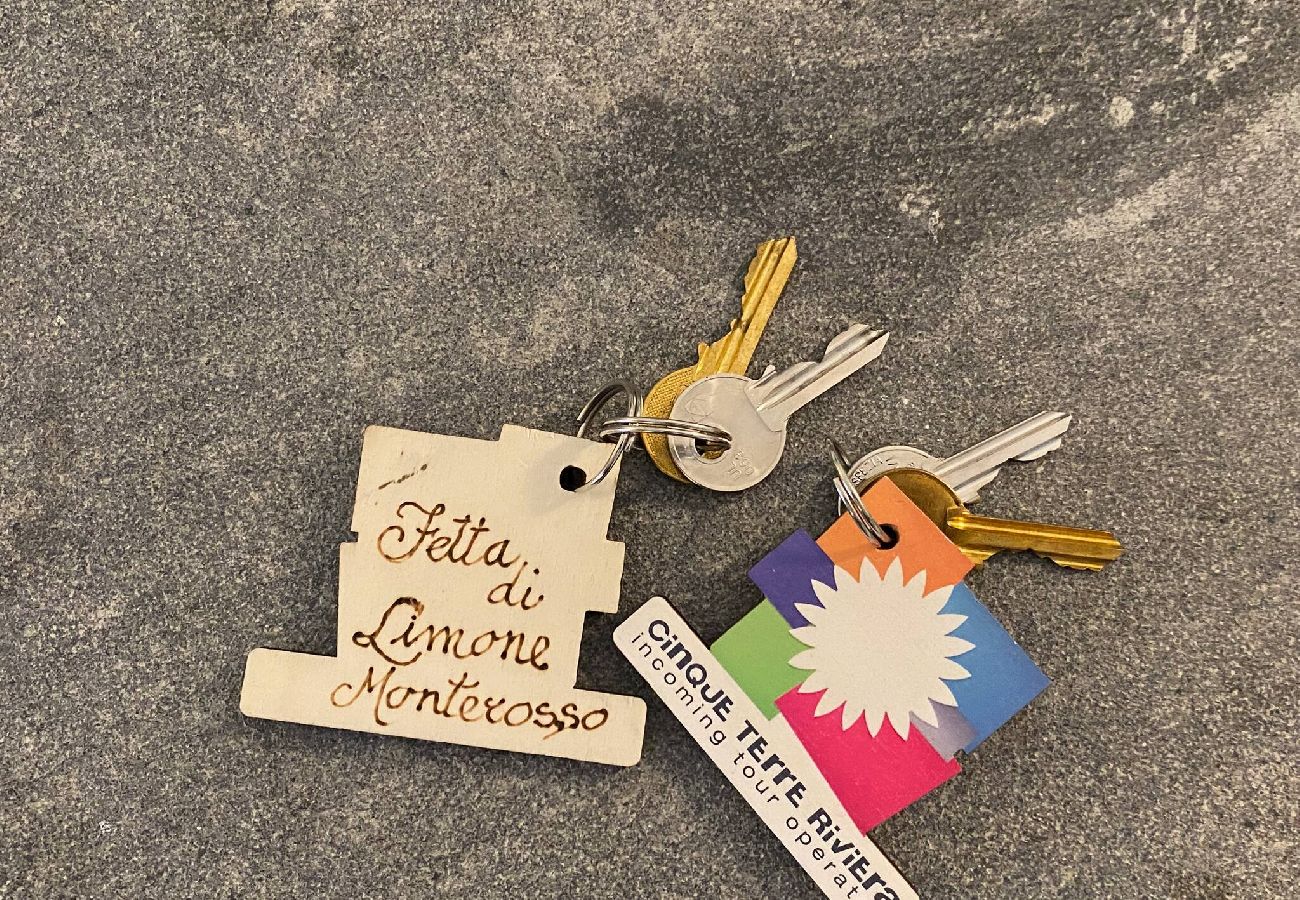 Fetta
di
Limone
Monterosso
CiNQUE TErrE RiviEra
incoming tour operat